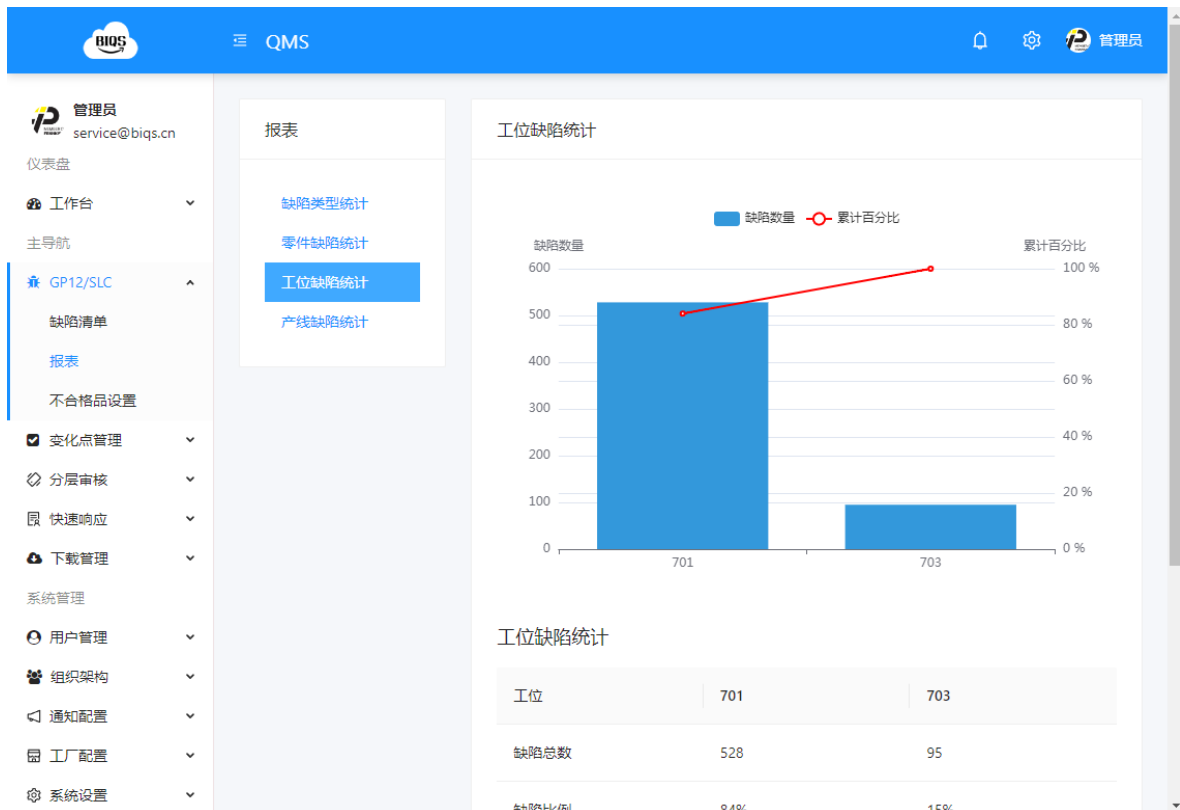 BIQS
QMS
管理员
管理员
service@biqs.cn
仪表盘
工作台
主导航
GP12/SLC
缺陷清单
报表
不合格品设置
变化点管理
分层审核
快速响应
下载管理
系统管理
用户管理
组织架构
通知配置
工厂配置
系统设置
报表
缺陷类型统计
零件缺陷统计
工位缺陷统计
产线缺陷统计
工位缺陷统计
缺陷数量 累计百分比
缺陷数量 累计百分比
600 100 %
500
80 %
400
60 %
300
40 %
200
20 %
100
0 0 %
701 703
工位缺陷统计
工位 701 703
缺陷总数 528 95
缺陷比例 84% 15%